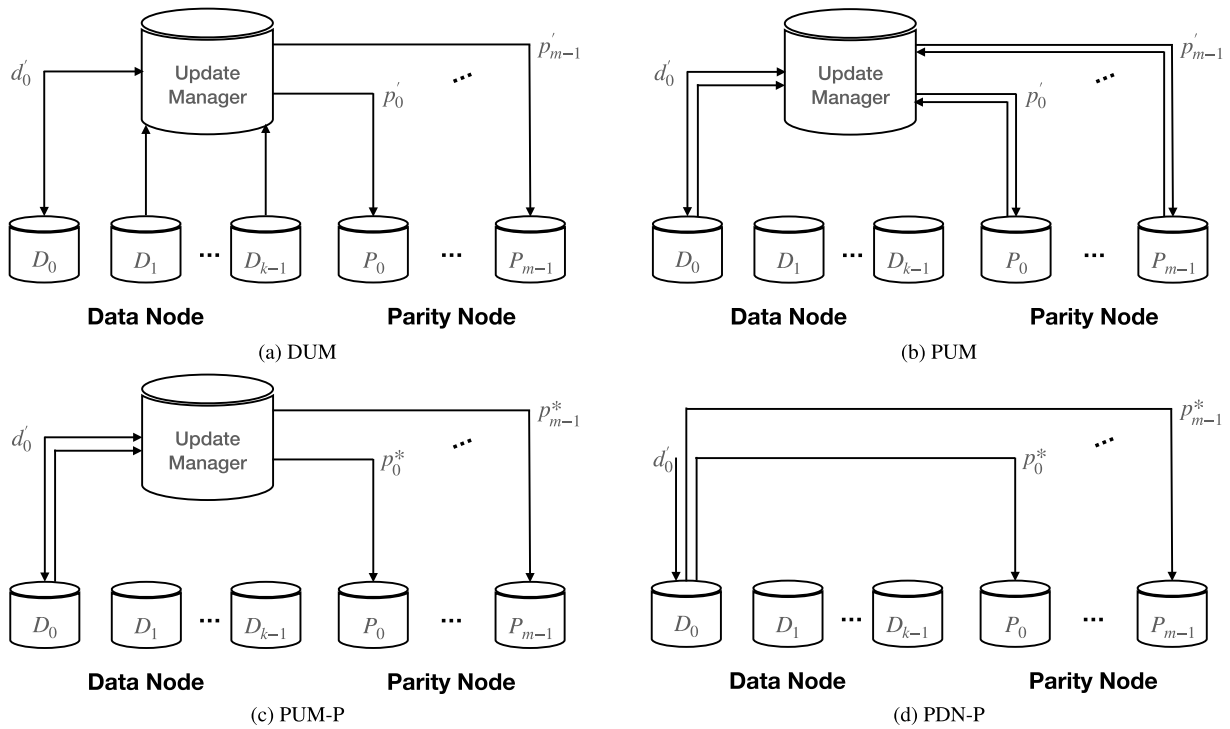 d′₀
Update
Manager
p′₀
...
p′ₘ₋₁
D₀
D₁
...
Dₖ₋₁
P₀
...
Pₘ₋₁
Data Node
Parity Node
(a) DUM
d′₀
Update
Manager
p′₀
...
p′ₘ₋₁
D₀
D₁
...
Dₖ₋₁
P₀
...
Pₘ₋₁
Data Node
Parity Node
(b) PUM
d′₀
Update
Manager
p*₀
...
p*ₘ₋₁
D₀
D₁
...
Dₖ₋₁
P₀
...
Pₘ₋₁
Data Node
Parity Node
(c) PUM-P
d′₀
p*₀
...
p*ₘ₋₁
D₀
D₁
...
Dₖ₋₁
P₀
...
Pₘ₋₁
Data Node
Parity Node
(d) PDN-P